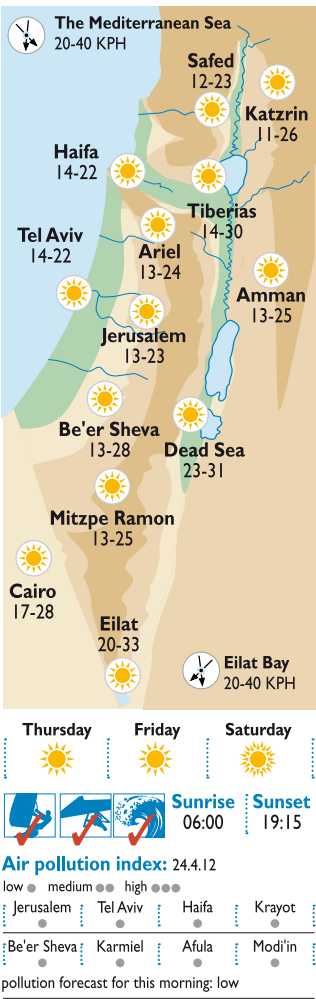 The Mediterranean Sea
20-40 KPH
Safed
12-23
Katzrin
11-26
Haifa
14-22
Tiberias
14-30
Tel Aviv
14-22
Ariel
13-24
Amman
13-25
Jerusalem
13-23
Be'er Sheva
13-28
Dead Sea
23-31
Mitzpe Ramon
13-25
Cairo
17-28
Eilat
20-33
Eilat Bay
20-40 KPH
Thursday Friday Saturday
Sunrise Sunset
06:00 19:15
Air pollution index: 24.4.12
low medium high
Jerusalem Tel Aviv Haifa Krayot
Be'er Sheva Karmiel Afula Modi'in
pollution forecast for this morning: low